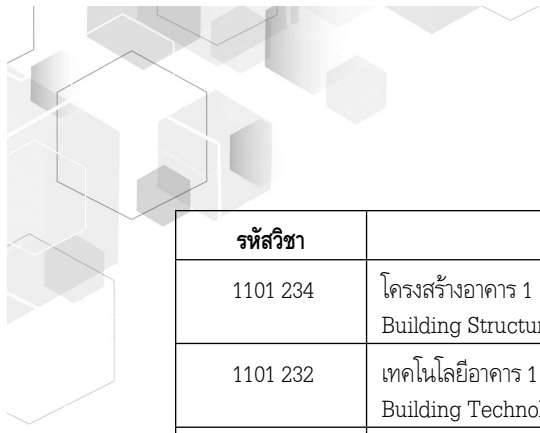 รหัสวิชา
1101 234
โครงสร้างอาคาร 1
Building
1101 232
เทคโนโลยีอาคาร 1
Building